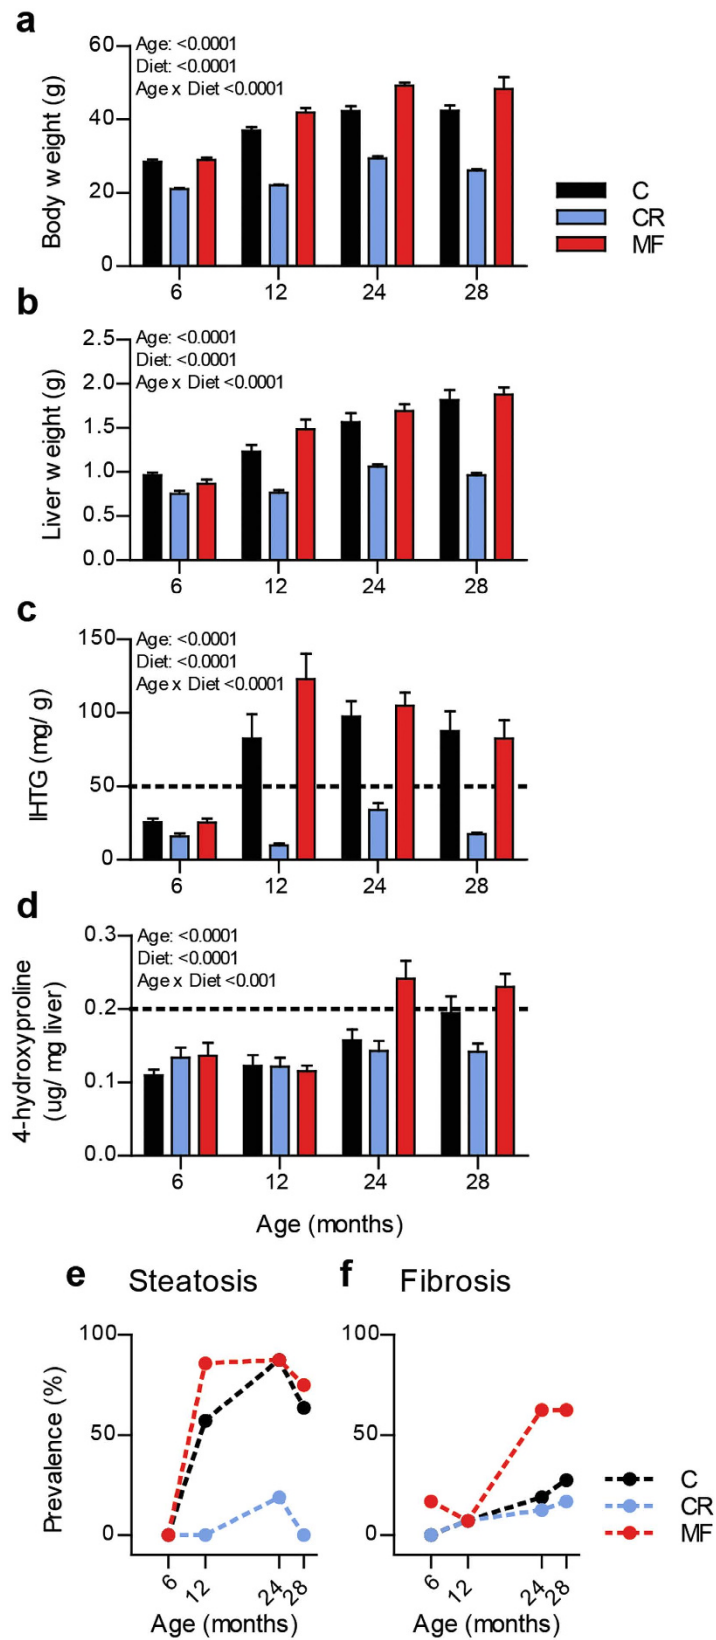 a
60
40
20
0
Body weight (g)
Age: <0.0001
Diet: <0.0001
Age x Diet <0.0001
6 12 24 28
C
CR
MF
b
2.5
2.0
1.5
1.0
0.5
0.0
Liver weight (g)
Age: <0.0001
Diet: <0.0001
Age x Diet <0.0001
6 12 24 28
c
150
100
50
0
IHTG (mg/ g)
Age: <0.0001
Diet: <0.0001
Age x Diet <0.0001
6 12 24 28
d
0.3
0.2
0.1
0.0
4-hydroxyproline
(ug/ mg liver)
Age: <0.0001
Diet: <0.0001
Age x Diet <0.001
6 12 24 28
Age (months)
e Steatosis
100
50
0
Prevalence (%)
6 12 24 28
Age (months)
f Fibrosis
100
50
0
6 12 24 28
Age (months)
C
CR
MF